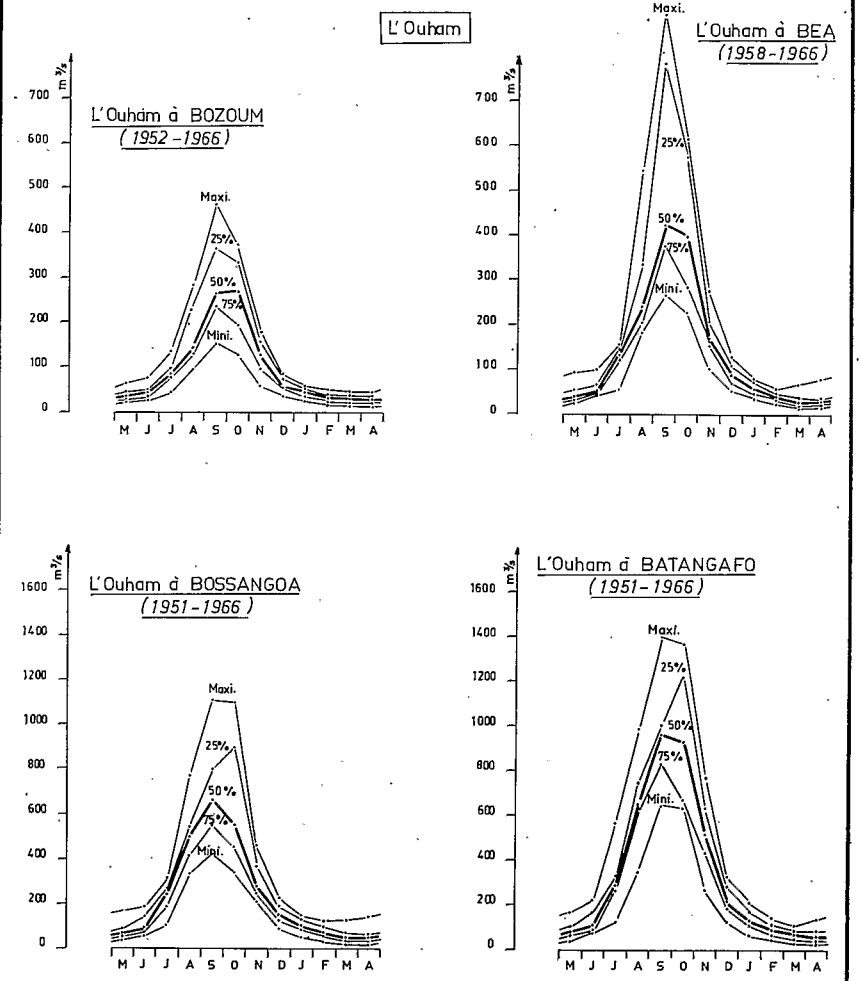 L'Ouham
L'Ouham à BOZOUM
(1952-1966)
m³/s
700
600
500
400
300
200
100
0
Maxi.
25%
50%
75%
Mini.
M J J A S O N D J F M A
L'Ouham à BEA
(1958-1966)
m³/s
700
600
500
400
300
200
100
0
Maxi.
25%
50%
75%
Mini.
M J J A S O N D J F M A
L'Ouham à BOSSANGOA
(1951-1966)
m³/s
1600
1400
1200
1000
800
600
400
200
0
Maxi.
25%
50%
75%
Mini.
M J J A S O N D J F M A
L'Ouham à BATANGAFO
(1951-1966)
m³/s
1600
1400
1200
1000
800
600
400
200
0
Maxi.
25%
50%
75%
Mini.
M J J A S O N D J F M A